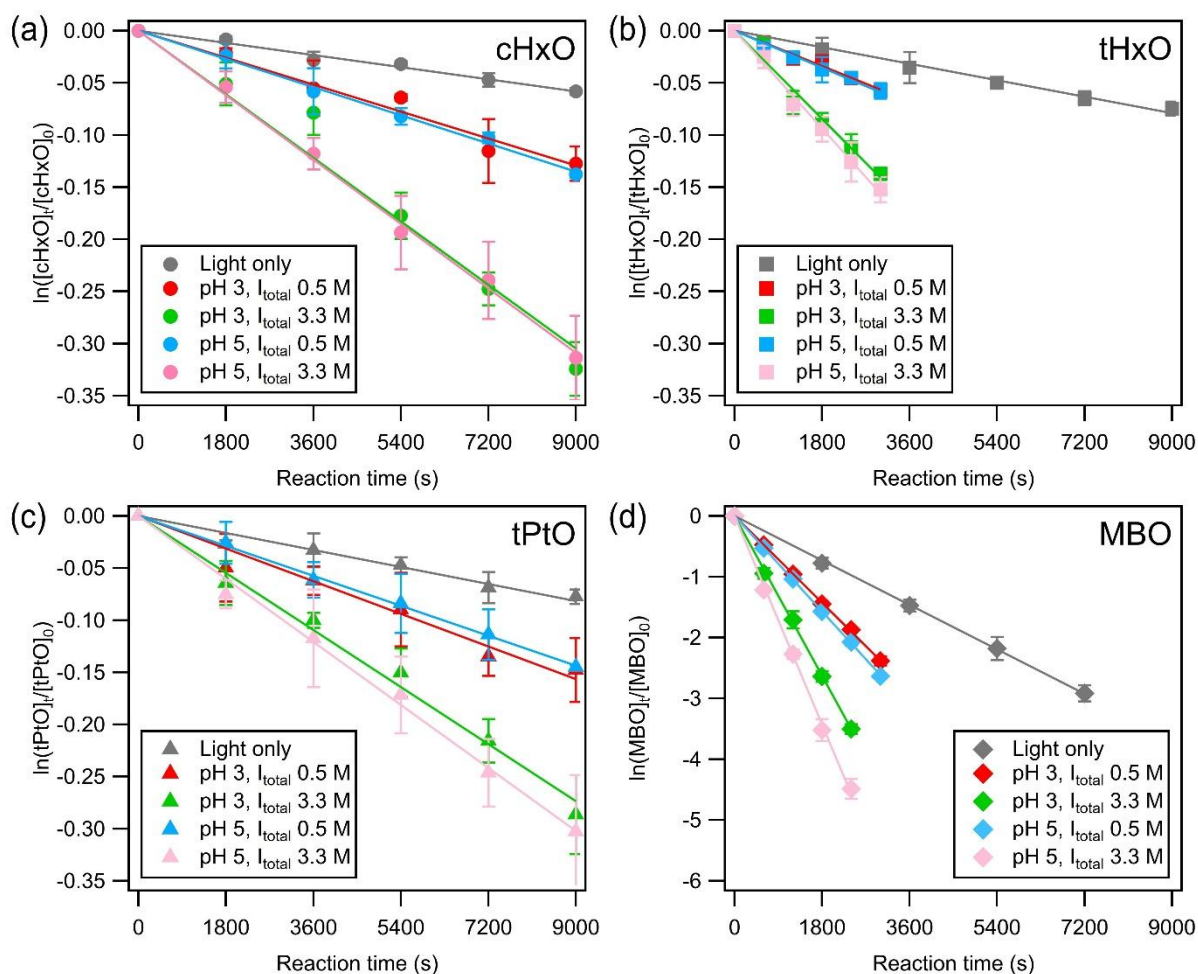 (a)
cHxO
ln([cHxO]t/[cHxO]0)
0.00
-0.05
-0.10
-0.15
-0.20
-0.25
-0.30
-0.35
Light only
pH 3, Itotal 0.5 M
pH 3, Itotal 3.3 M
pH 5, Itotal 0.5 M
pH 5, Itotal 3.3 M
0 1800 3600 5400 7200 9000
Reaction time (s)
(b)
tHxO
ln([tHxO]t/[tHxO]0)
0.00
-0.05
-0.10
-0.15
-0.20
-0.25
-0.30
-0.35
Light only
pH 3, Itotal 0.5 M
pH 3, Itotal 3.3 M
pH 5, Itotal 0.5 M
pH 5, Itotal 3.3 M
0 1800 3600 5400 7200 9000
Reaction time (s)
(c)
tPtO
ln(tPtO]t/[tPtO]0)
0.00
-0.05
-0.10
-0.15
-0.20
-0.25
-0.30
-0.35
Light only
pH 3, Itotal 0.5 M
pH 3, Itotal 3.3 M
pH 5, Itotal 0.5 M
pH 5, Itotal 3.3 M
0 1800 3600 5400 7200 9000
Reaction time (s)
(d)
MBO
ln(MBO]t/[MBO]0)
0
-1
-2
-3
-4
-5
-6
Light only
pH 3, Itotal 0.5 M
pH 3, Itotal 3.3 M
pH 5, Itotal 0.5 M
pH 5, Itotal 3.3 M
0 1800 3600 5400 7200 9000
Reaction time (s)